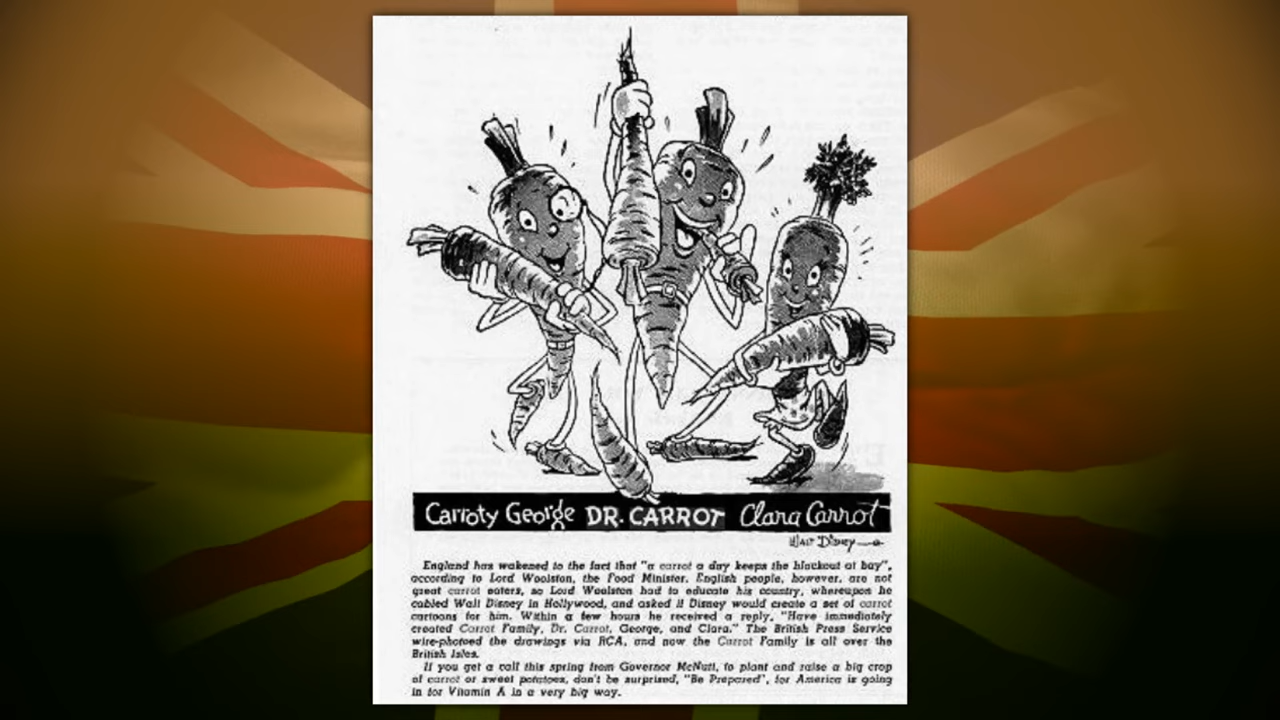 Carroty George DR. CARROT Clara Carrot
WALT DISNEY
England has wakened to the fact that "a carrot a day keeps the blackout at bay",
according to Lord Woolston, the Food Minister. English people, however, are not
great carrot eaters, so Lord Woolston had to educate his country, whereupon he
cabled Walt Disney in Hollywood, and asked if Disney would create a set of carrot
cartoons for him. Within a few hours he received a reply, "Have immediately
created Carrot Family, Dr. Carrot, George, and Clara." The British Press Service
wire-photoed the drawings via RCA, and now the Carrot Family is all over the
British Isles.
If you get a call this spring from Governor McNutt, to plant and raise a big crop
of carrot or sweet potatoes, don't be surprised, "Be Prepared", for America is going
in for Vitamin A in a very big way.